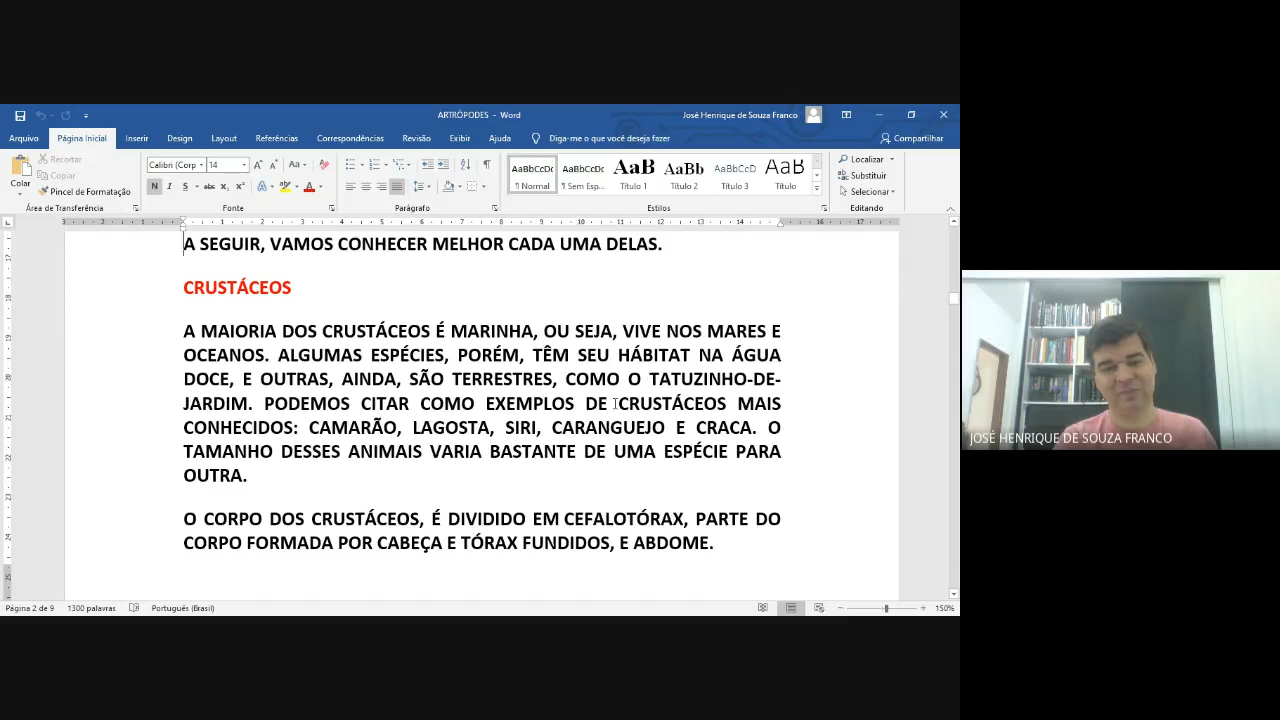 ARTRÓPODES - Word
José Henrique de Souza Franco
Arquivo Página Inicial Inserir Design Layout Referências Correspondências Revisão Exibir Ajuda Diga-me o que você deseja fazer Compartilhar
Colar
Recortar
Copiar
Pincel de Formatação
Área de Transferência
Calibri (Corp 14
Fonte
Parágrafo
AaBbCcDc AaBbCcDc AaB AaBb AaBbCcD AaB
¶ Normal ¶ Sem Esp... Título 1 Título 2 Título 3 Título
Estilos
Localizar
Substituir
Selecionar
Editando
A SEGUIR, VAMOS CONHECER MELHOR CADA UMA DELAS.
CRUSTÁCEOS
A MAIORIA DOS CRUSTÁCEOS É MARINHA, OU SEJA, VIVE NOS MARES E
OCEANOS. ALGUMAS ESPÉCIES, PORÉM, TÊM SEU HÁBITAT NA ÁGUA
DOCE, E OUTRAS, AINDA, SÃO TERRESTRES, COMO O TATUZINHO-DE-
JARDIM. PODEMOS CITAR COMO EXEMPLOS DE CRUSTÁCEOS MAIS
CONHECIDOS: CAMARÃO, LAGOSTA, SIRI, CARANGUEJO E CRACA. O
TAMANHO DESSES ANIMAIS VARIA BASTANTE DE UMA ESPÉCIE PARA
OUTRA.
O CORPO DOS CRUSTÁCEOS, É DIVIDIDO EM CEFALOTÓRAX, PARTE DO
CORPO FORMADA POR CABEÇA E TÓRAX FUNDIDOS, E ABDOME.
Página 2 de 9 1300 palavras Português (Brasil) 150%
JOSÉ HENRIQUE DE SOUZA FRANCO